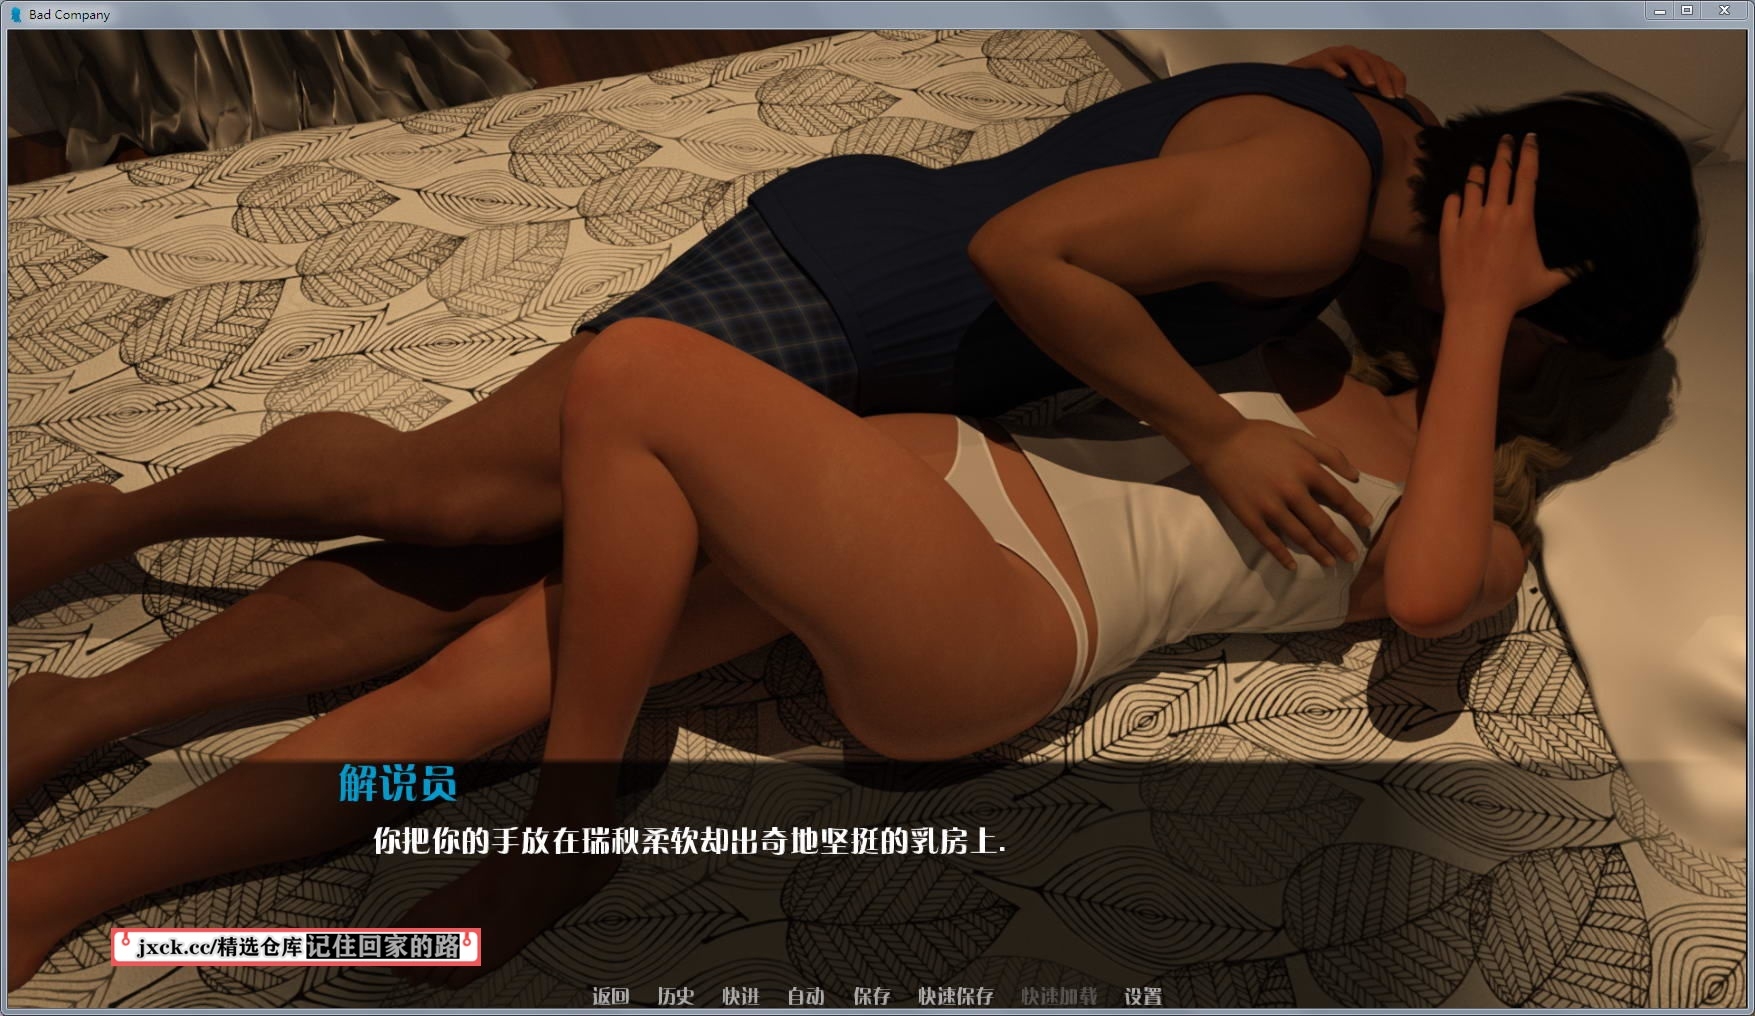 Bad Company
解说员
你把你的手放在瑞秋柔软却出奇地坚挺的乳房上.
jxck.cc/精选仓库记住回家的路
返回 历史 快进 自动 保存 快速保存 快速加载 设置